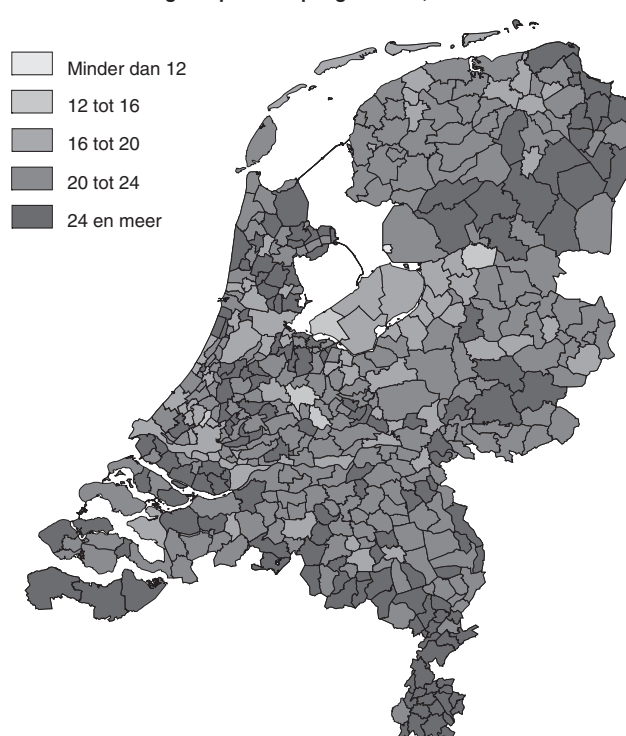 Minder dan 12
12 tot 16
16 tot 20
20 tot 24
24 en meer